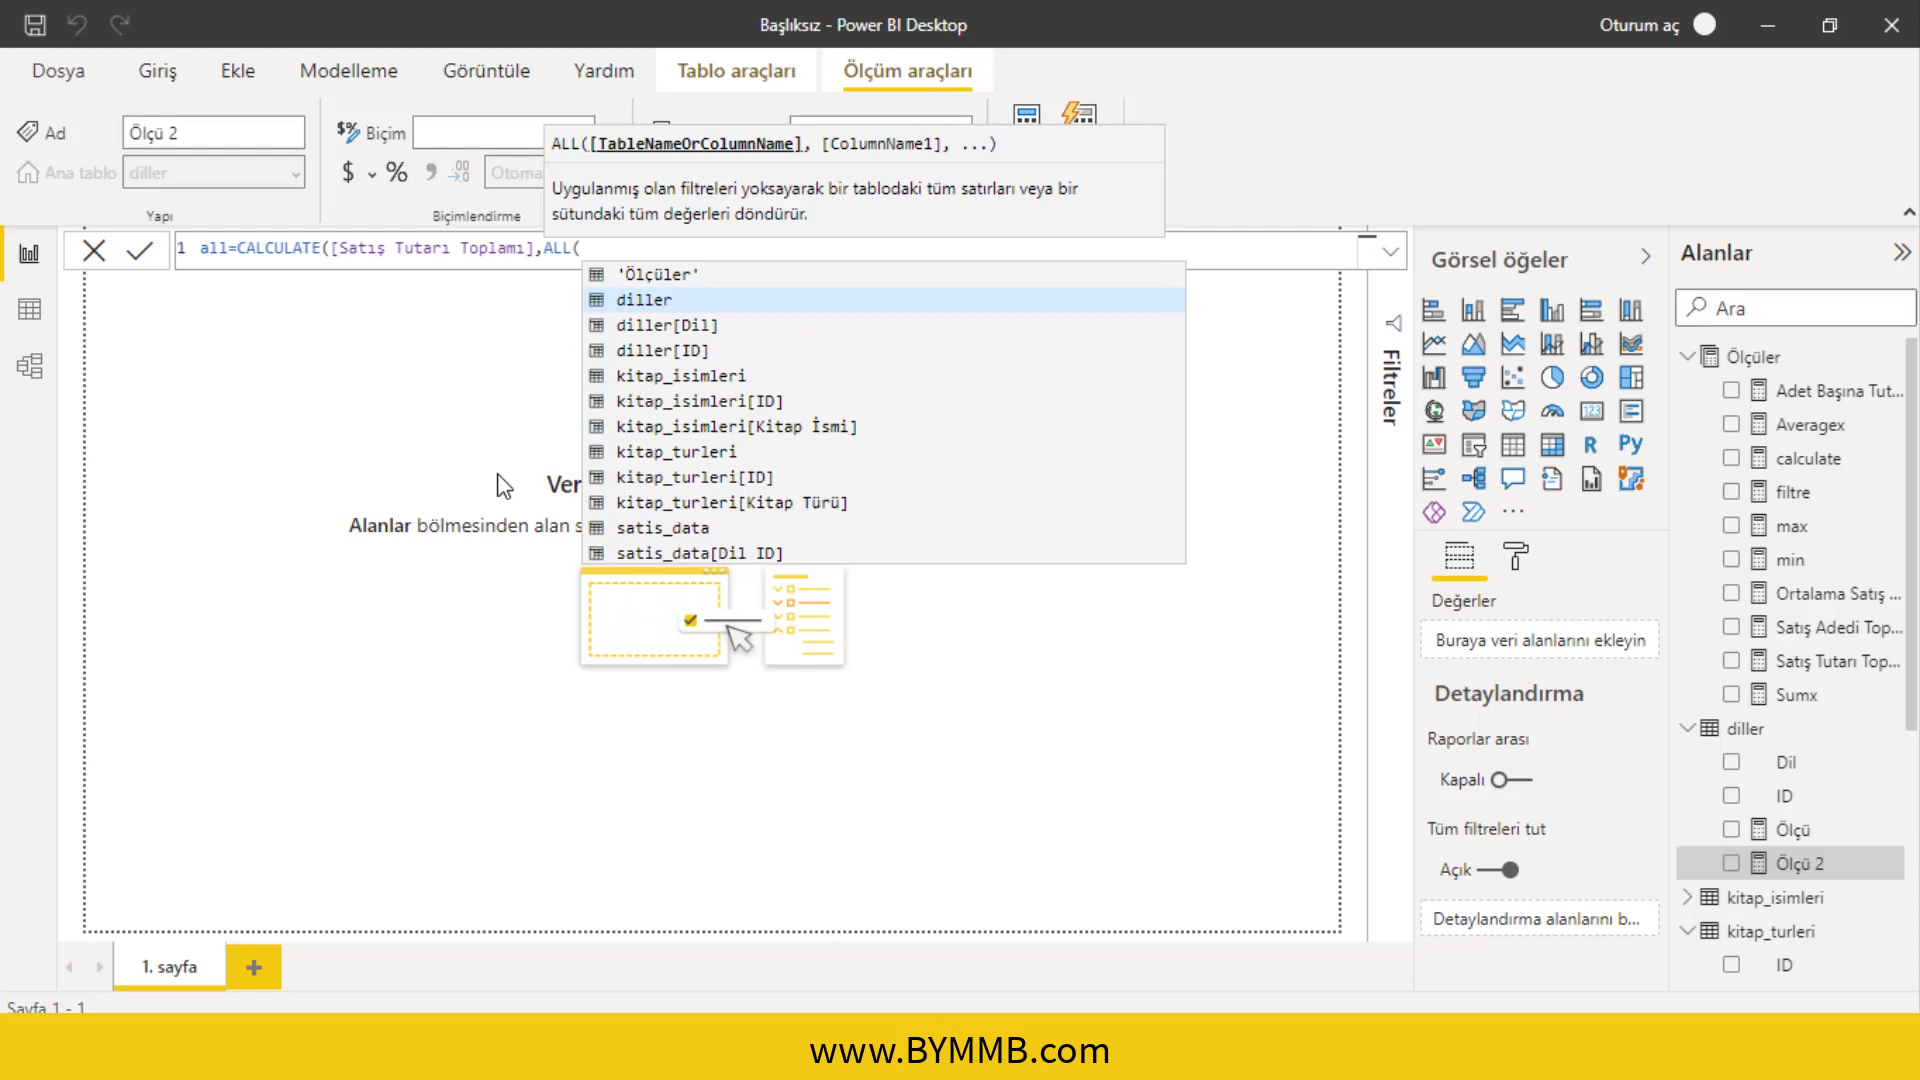 Başlıksız - Power BI Desktop
Oturum aç
Dosya
Giriş
Ekle
Modelleme
Görüntüle
Yardım
Tablo araçları
Ölçüm araçları
Ad
Ölçü 2
Ana tablo
diller
Yapı
Biçim
$ % 9 .00
Otoma
Biçimlendirme
ALL([TableNameOrColumnName], [ColumnName1], ...)
Uygulanmış olan filtreleri yoksayarak bir tablodaki tüm satırları veya bir
sütundaki tüm değerleri döndürür.
1 all=CALCULATE([Satış Tutarı Toplamı],ALL(
'Ölçüler'
diller
diller[Dil]
diller[ID]
kitap_isimleri
kitap_isimleri[ID]
kitap_isimleri[Kitap İsmi]
kitap_turleri
kitap_turleri[ID]
kitap_turleri[Kitap Türü]
satis_data
satis_data[Dil ID]
Ver
Alanlar bölmesinden alan s
Filtreler
Görsel öğeler
123
R
Py
...
Değerler
Buraya veri alanlarını ekleyin
Detaylandırma
Raporlar arası
Kapalı
Tüm filtreleri tut
Açık
Detaylandırma alanlarını b...
Alanlar
Ara
Ölçüler
Adet Başına Tut...
Averagex
calculate
filtre
max
min
Ortalama Satış ...
Satış Adedi Top...
Satış Tutarı Top...
Sumx
diller
Dil
ID
Ölçü
Ölçü 2
kitap_isimleri
kitap_turleri
ID
1. sayfa
+
Sayfa 1 - 1
www.BYMMB.com